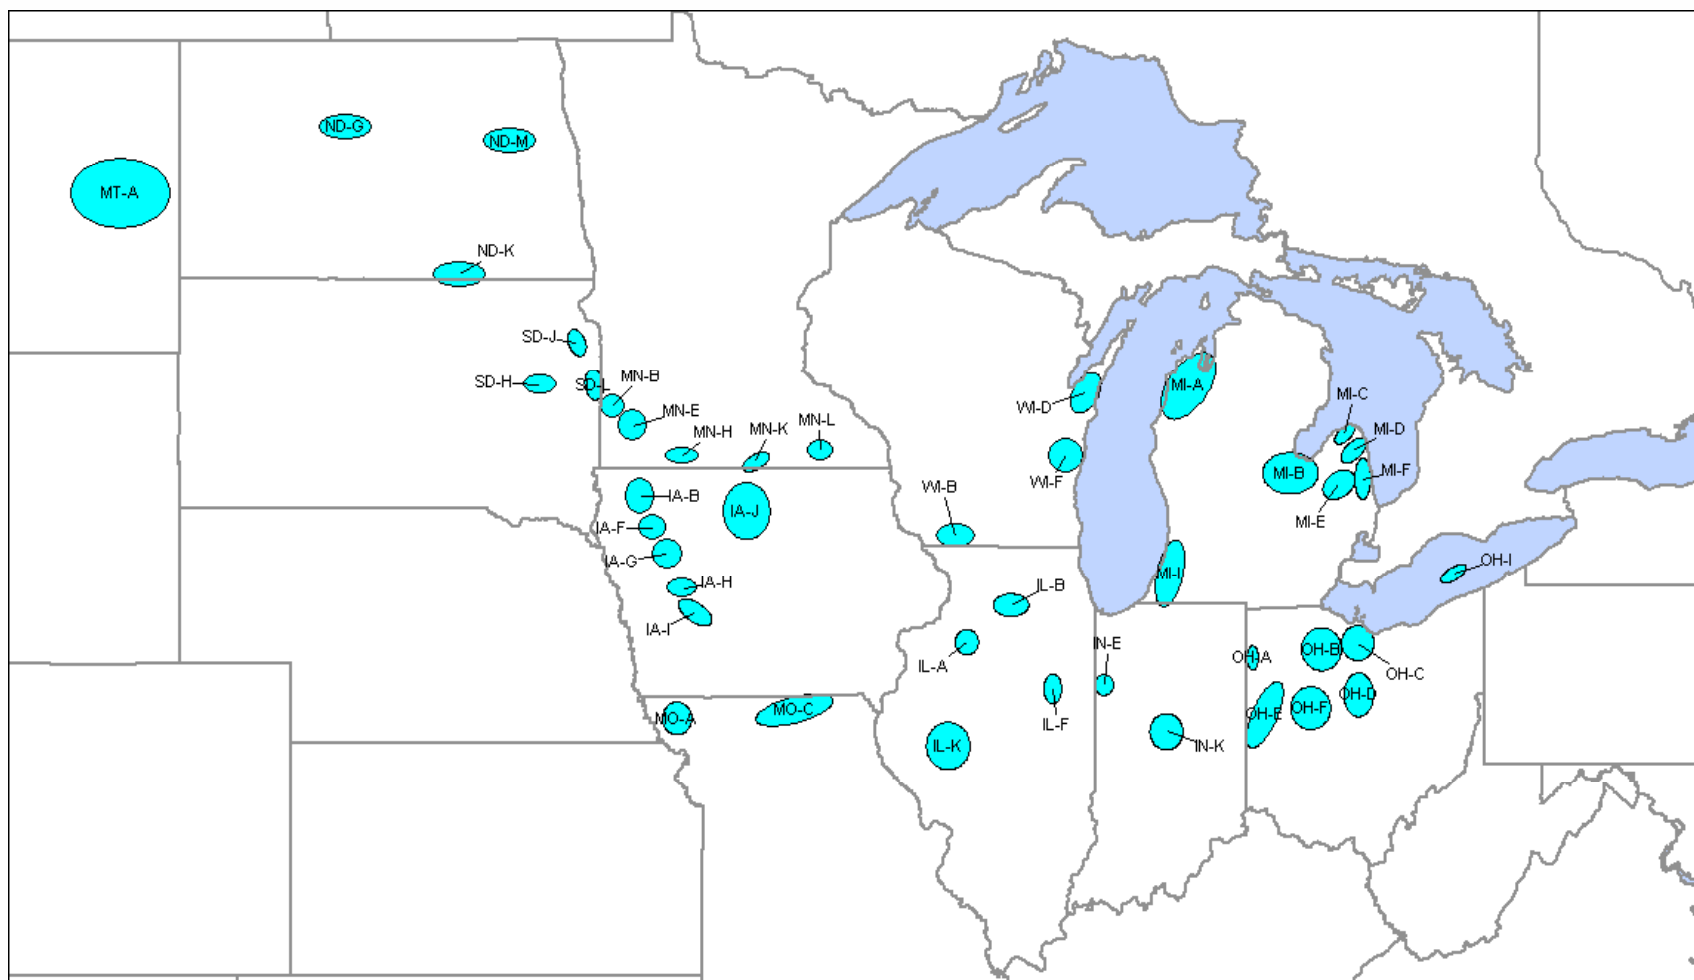 ND-G
ND-M
MT-A
ND-K
SD-J
SD-H
SD-L
MN-B
MN-E
MN-H
MN-K
MN-L
WI-D
MI-A
MI-C
MI-D
WI-F
MI-B
MI-F
MI-E
WI-B
IA-B
IA-J
IA-F
IA-G
IA-H
IA-I
MI-I
OH-I
IL-B
IL-A
IN-E
OH-A
OH-B
OH-C
OH-D
MO-A
MO-C
IL-F
OH-E
OH-F
IL-K
IN-K